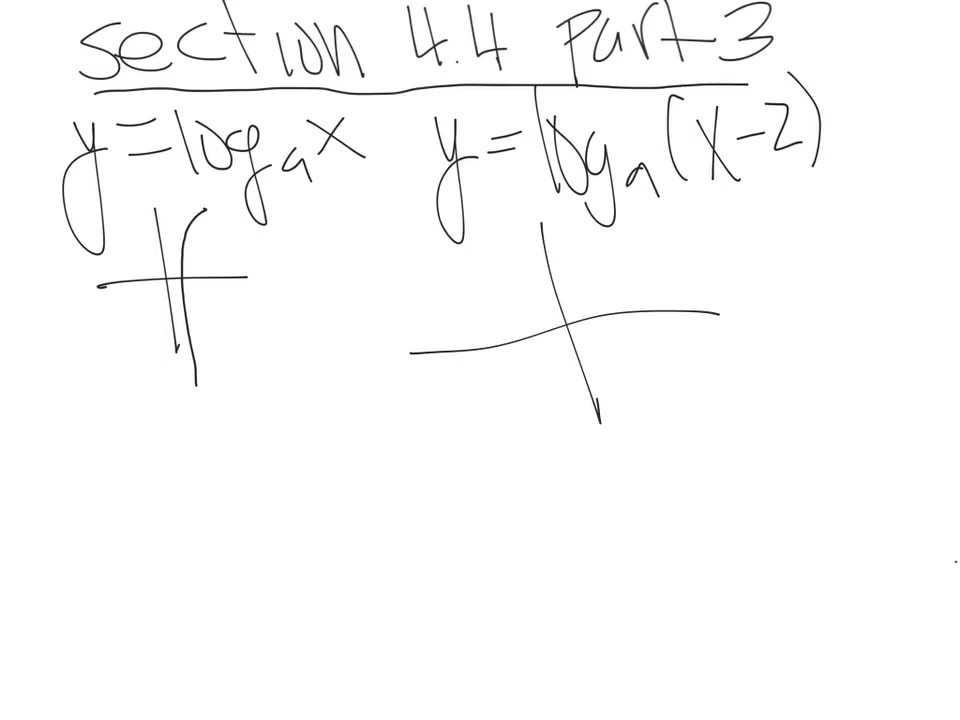 section 4.4 part 3
y = log_a x y = log_a (x-2)